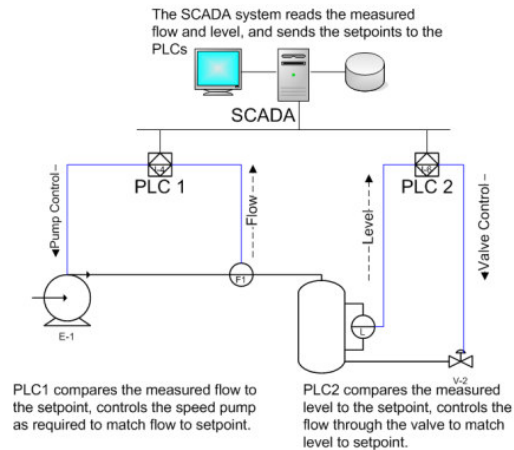 The SCADA system reads the measured
flow and level, and sends the setpoints to the
PLCs
SCADA
I-4
PLC 1
I-6
PLC 2
Pump Control
Flow
Level
Valve Control
F1
E-1
L
V-2
PLC1 compares the measured flow to
the setpoint, controls the speed pump
as required to match flow to setpoint.
PLC2 compares the measured
level to the setpoint, controls the
flow through the valve to match
level to setpoint.